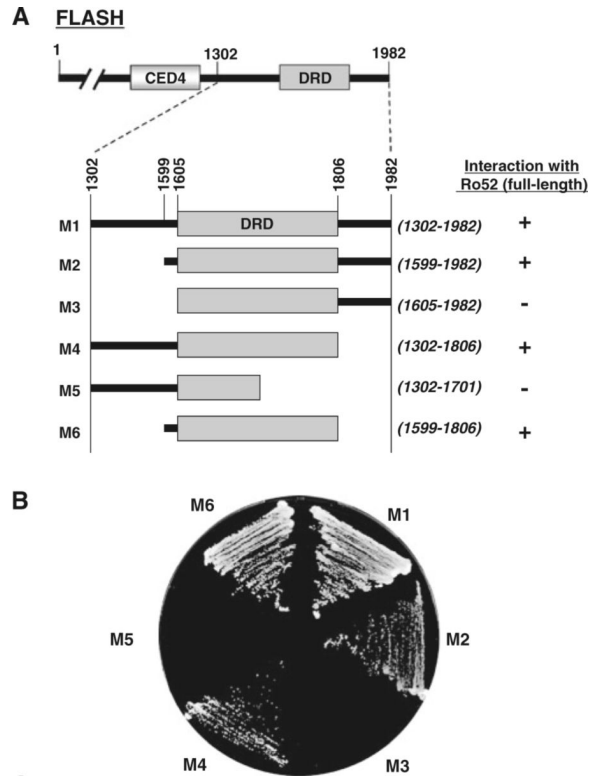 A FLASH
1 1302 1982
CED4 DRD
1302 1599 1605 1806 1982
Interaction with
Ro52 (full-length)
M1 DRD (1302-1982) +
M2 (1599-1982) +
M3 (1605-1982) -
M4 (1302-1806) +
M5 (1302-1701) -
M6 (1599-1806) +
B
M6 M1
M5 M2
M4 M3